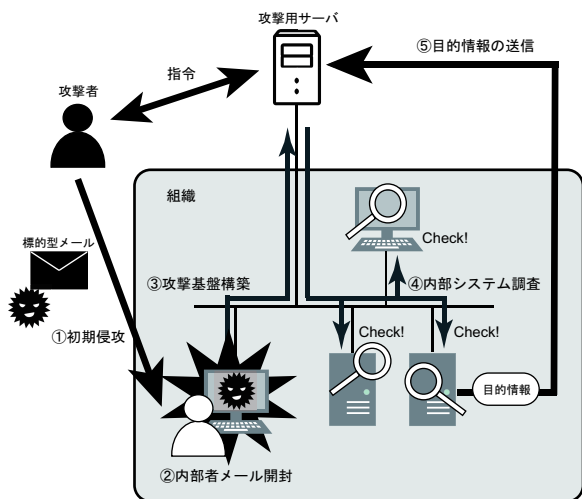 攻撃用サーバ
⑤目的情報の送信
指令
攻撃者
組織
標的型メール
Check!
③攻撃基盤構築
④内部システム調査
①初期侵攻
Check!
Check!
目的情報
②内部者メール開封